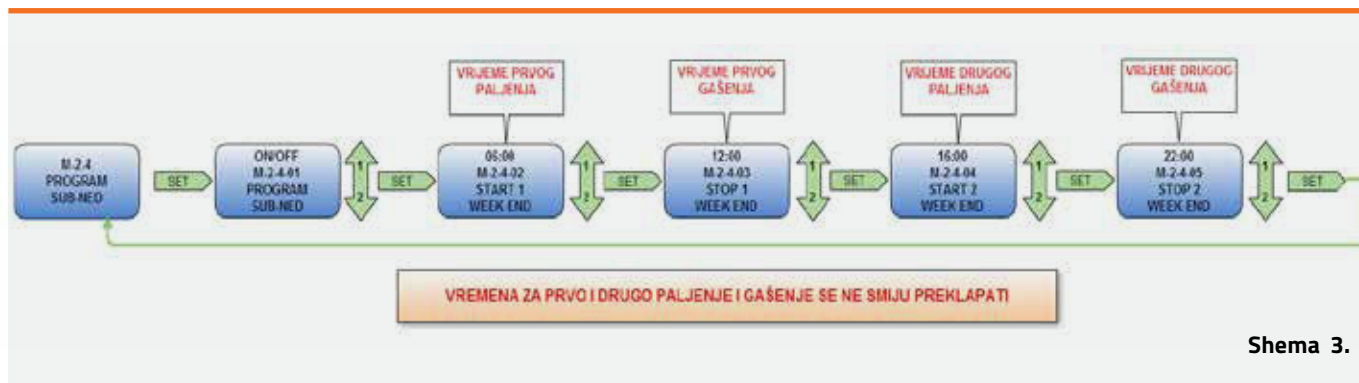 VRIJEME PRVOG
PALJENJA
VRIJEME PRVOG
GAŠENJA
VRIJEME DRUGOG
PALJENJA
VRIJEME DRUGOG
GAŠENJA
M-2.4
PROGRAM
SUB-NED
SET
ON/OFF
M-2-4-01
PROGRAM
SUB-NED
1
2
SET
M-2-4-02
START 1
WEEK END
1
2
SET
12:00
M-2-4-03
STOP 1
WEEK END
1
2
SET
16:00
M-2-4-04
START 2
WEEK END
1
2
SET
22:00
M-2-4-05
STOP 2
WEEK END
1
2
SET
VREMENA ZA PRVO I DRUGO PALJENJE I GAŠENJE SE NE SMIJU PREKLAPATI
Shema 3.